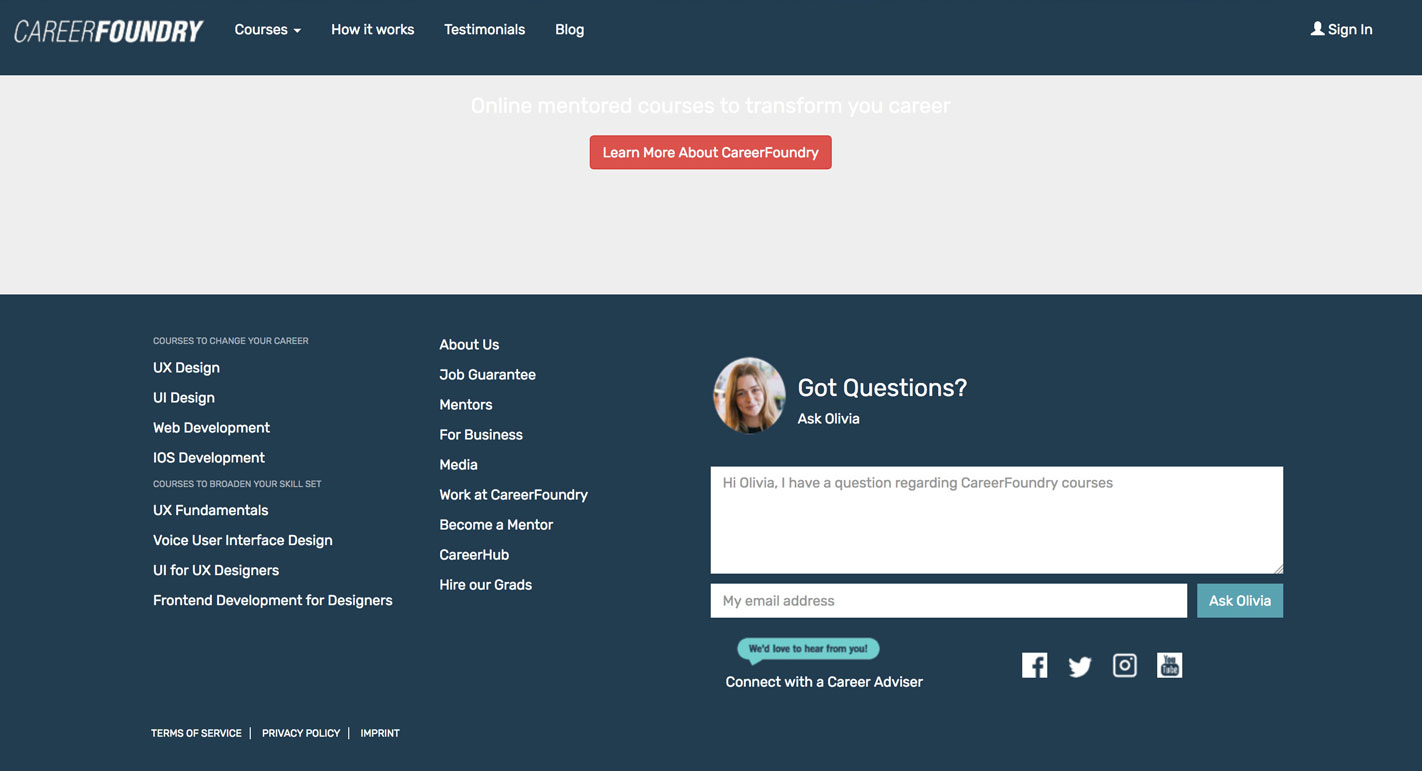 CAREERFOUNDRY Courses How it works Testimonials Blog Sign In
Online mentored courses to transform you career
Learn More About CareerFoundry
COURSES TO CHANGE YOUR CAREER
UX Design
UI Design
Web Development
IOS Development
COURSES TO BROADEN YOUR SKILL SET
UX Fundamentals
Voice User Interface Design
UI for UX Designers
Frontend Development for Designers
About Us
Job Guarantee
Mentors
For Business
Media
Work at CareerFoundry
Become a Mentor
CareerHub
Hire our Grads
Got Questions?
Ask Olivia
Hi Olivia, I have a question regarding CareerFoundry courses
My email address Ask Olivia
We'd love to hear from you!
Connect with a Career Adviser
You
Tube
TERMS OF SERVICE | PRIVACY POLICY | IMPRINT